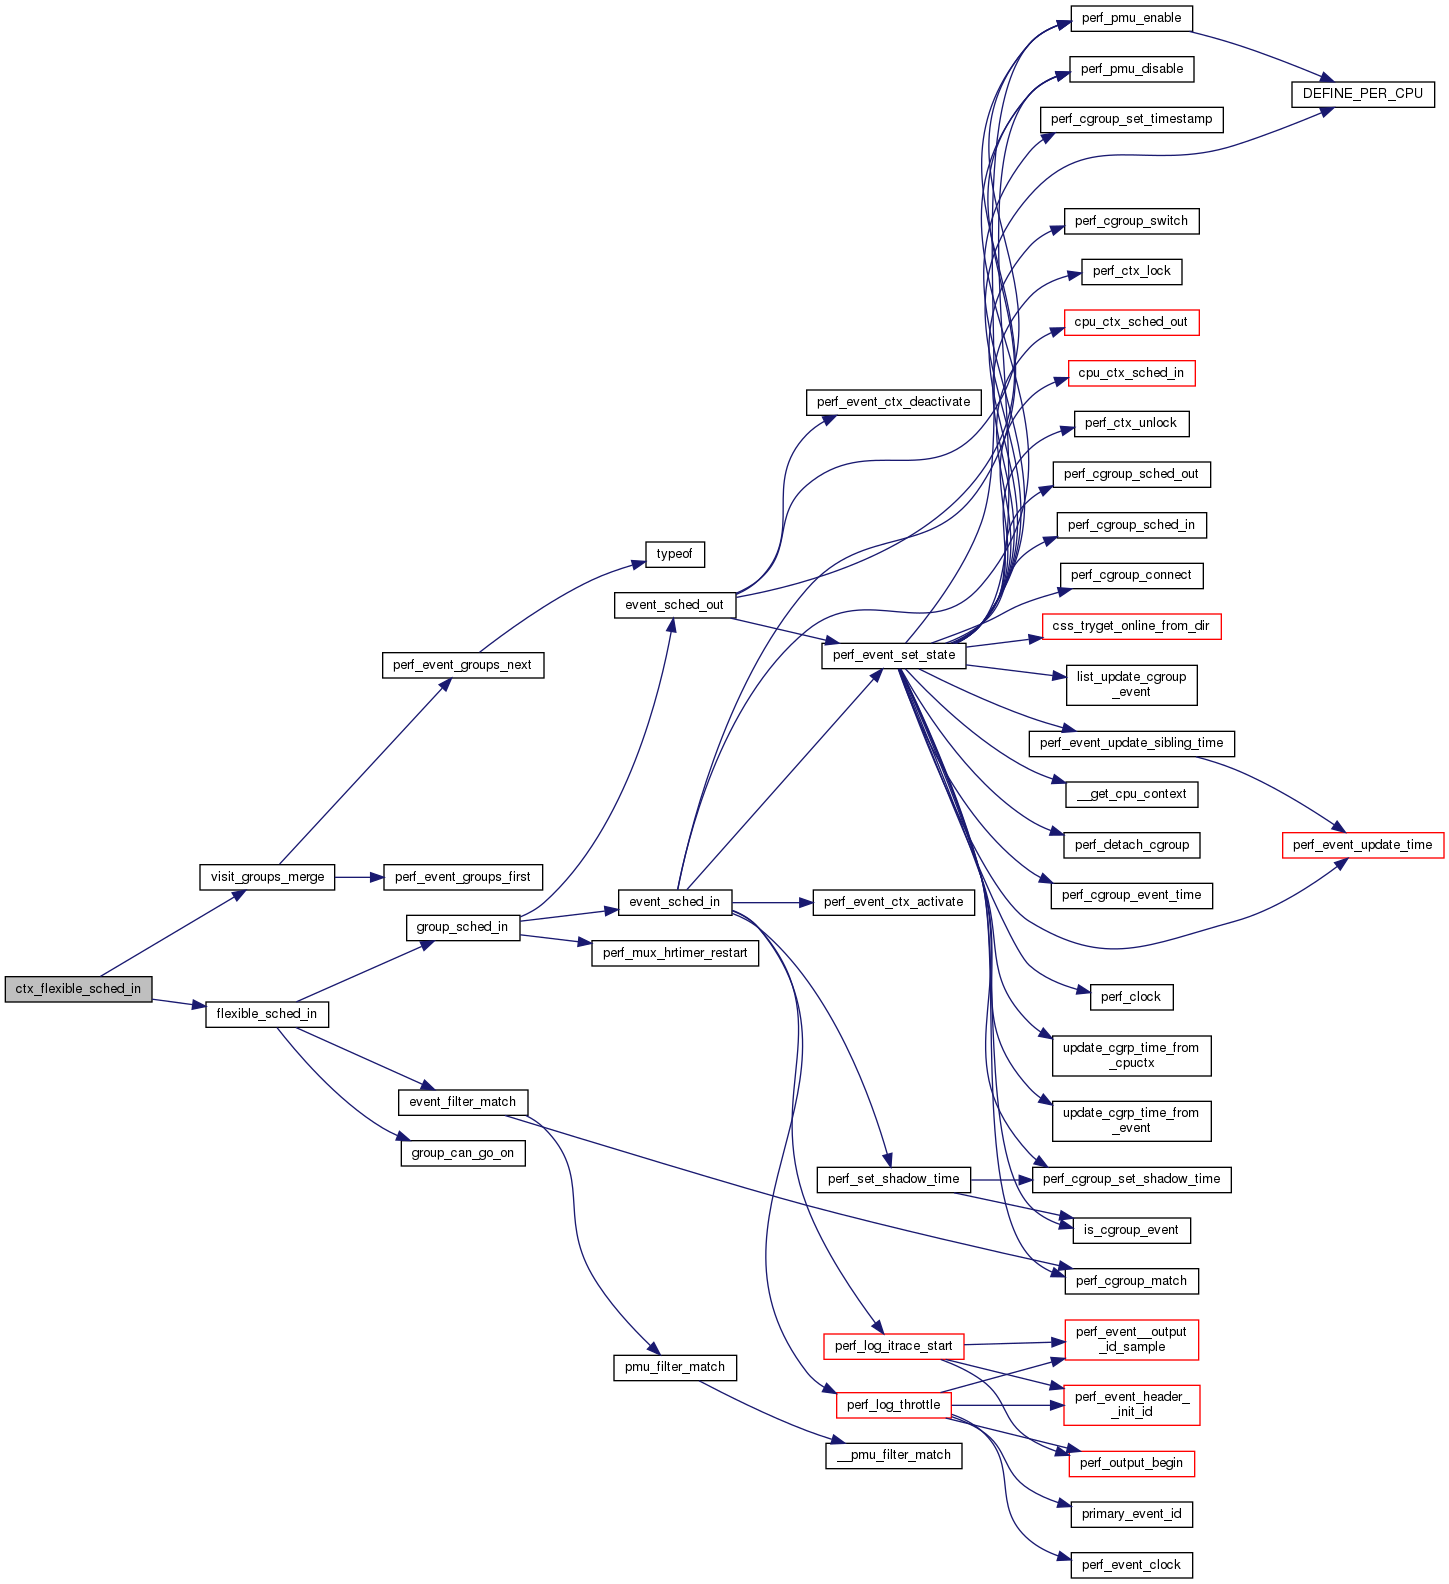 perf_pmu_enable
perf_pmu_disable
DEFINE_PER_CPU
perf_cgroup_set_timestamp
perf_cgroup_switch
perf_ctx_lock
cpu_ctx_sched_out
cpu_ctx_sched_in
perf_event_ctx_deactivate
perf_ctx_unlock
perf_cgroup_sched_out
perf_cgroup_sched_in
typeof
perf_cgroup_connect
event_sched_out
css_tryget_online_from_dir
perf_event_set_state
perf_event_groups_next
list_update_cgroup
_event
perf_event_update_sibling_time
__get_cpu_context
perf_detach_cgroup
perf_event_update_time
visit_groups_merge
perf_event_groups_first
perf_cgroup_event_time
event_sched_in
perf_event_ctx_activate
group_sched_in
perf_mux_hrtimer_restart
ctx_flexible_sched_in
perf_clock
flexible_sched_in
update_cgrp_time_from
_cpuctx
event_filter_match
update_cgrp_time_from
_event
group_can_go_on
perf_set_shadow_time
perf_cgroup_set_shadow_time
is_cgroup_event
perf_cgroup_match
perf_event__output
_id_sample
perf_log_itrace_start
pmu_filter_match
perf_event_header_
_init_id
perf_log_throttle
__pmu_filter_match
perf_output_begin
primary_event_id
perf_event_clock